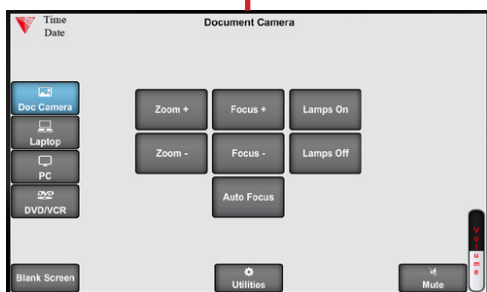 Time
Date
Document Camera
Doc Camera
Laptop
PC
DVD
DVD/VCR
Zoom +
Focus +
Lamps On
Zoom -
Focus -
Lamps Off
Auto Focus
Blank Screen
Utilities
Mute
Volume